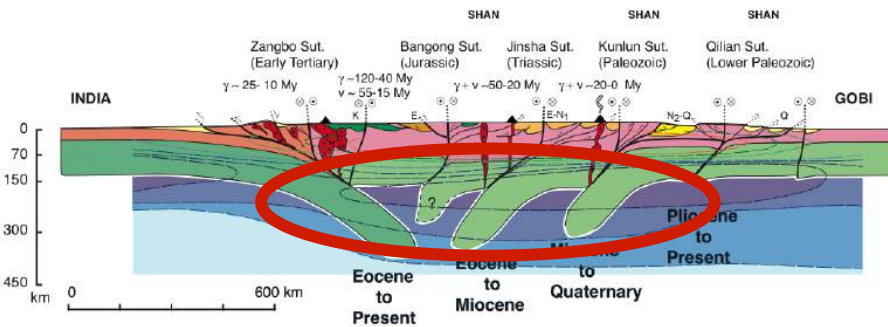 SHAN SHAN SHAN
Zangbo Sut. Bangong Sut. Jinsha Sut. Kunlun Sut. Qilian Sut.
(Early Tertiary) (Jurassic) (Triassic) (Paleozoic) (Lower Paleozoic)
γ ~ 25- 10 My γ ~120-40 My γ + ν ~50-20 My γ + ν ~20-0 My
ν ~ 55-15 My
INDIA GOBI
K E E-N₁ N₂-Q Q
0
70
150
?
300
450
km
0 600 km
Eocene
to
Present
Eocene
to
Miocene
to
Quaternary
Pliocene
to
Present